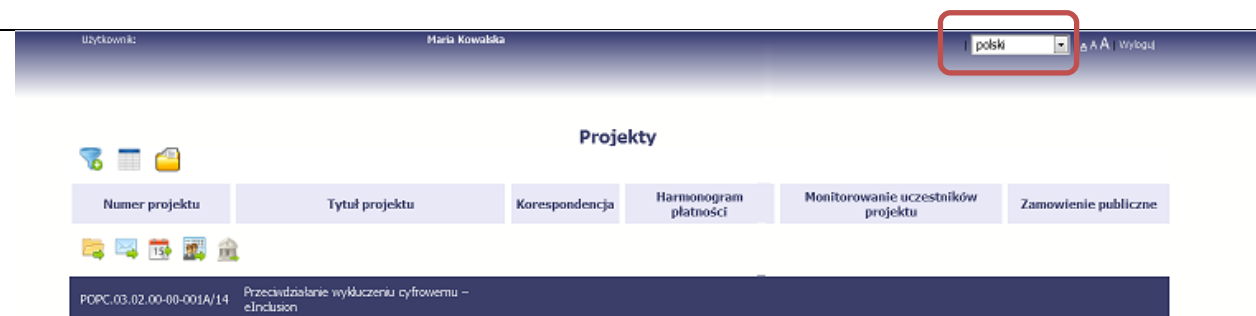 Użytkownik: Maria Kowalska | polski A A A | Wyloguj
Projekty
Numer projektu Tytuł projektu Korespondencja Harmonogram płatności Monitorowanie uczestników projektu Zamowienie publiczne
15
POPC.03.02.00-00-001A/14 Przeciwdziałanie wykluczeniu cyfrowemu –
eInclusion